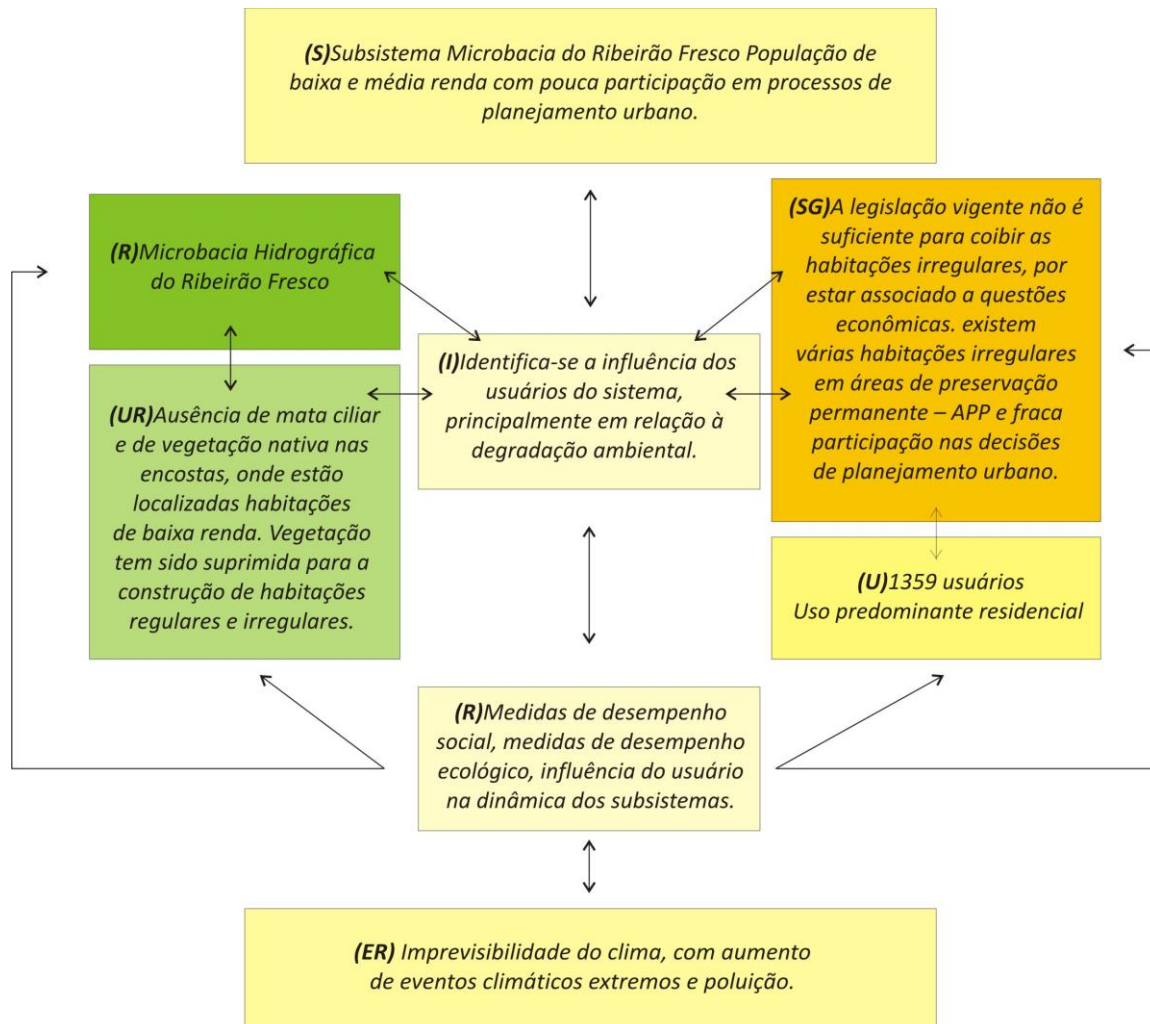 (S)Subsistema Microbacia do Ribeirão Fresco População de
baixa e média renda com pouca participação em processos de
planejamento urbano.
(R)Microbacia Hidrográfica
do Ribeirão Fresco
(UR)Ausência de mata ciliar
e de vegetação nativa nas
encostas, onde estão
localizadas habitações
de baixa renda. Vegetação
tem sido suprimida para a
construção de habitações
regulares e irregulares.
(I)Identifica-se a influência dos
usuários do sistema,
principalmente em relação à
degradação ambiental.
(SG)A legislação vigente não é
suficiente para coibir as
habitações irregulares, por
estar associado a questões
econômicas. existem
várias habitações irregulares
em áreas de preservação
permanente – APP e fraca
participação nas decisões
de planejamento urbano.
(U)1359 usuários
Uso predominante residencial
(R)Medidas de desempenho
social, medidas de desempenho
ecológico, influência do usuário
na dinâmica dos subsistemas.
(ER) Imprevisibilidade do clima, com aumento
de eventos climáticos extremos e poluição.